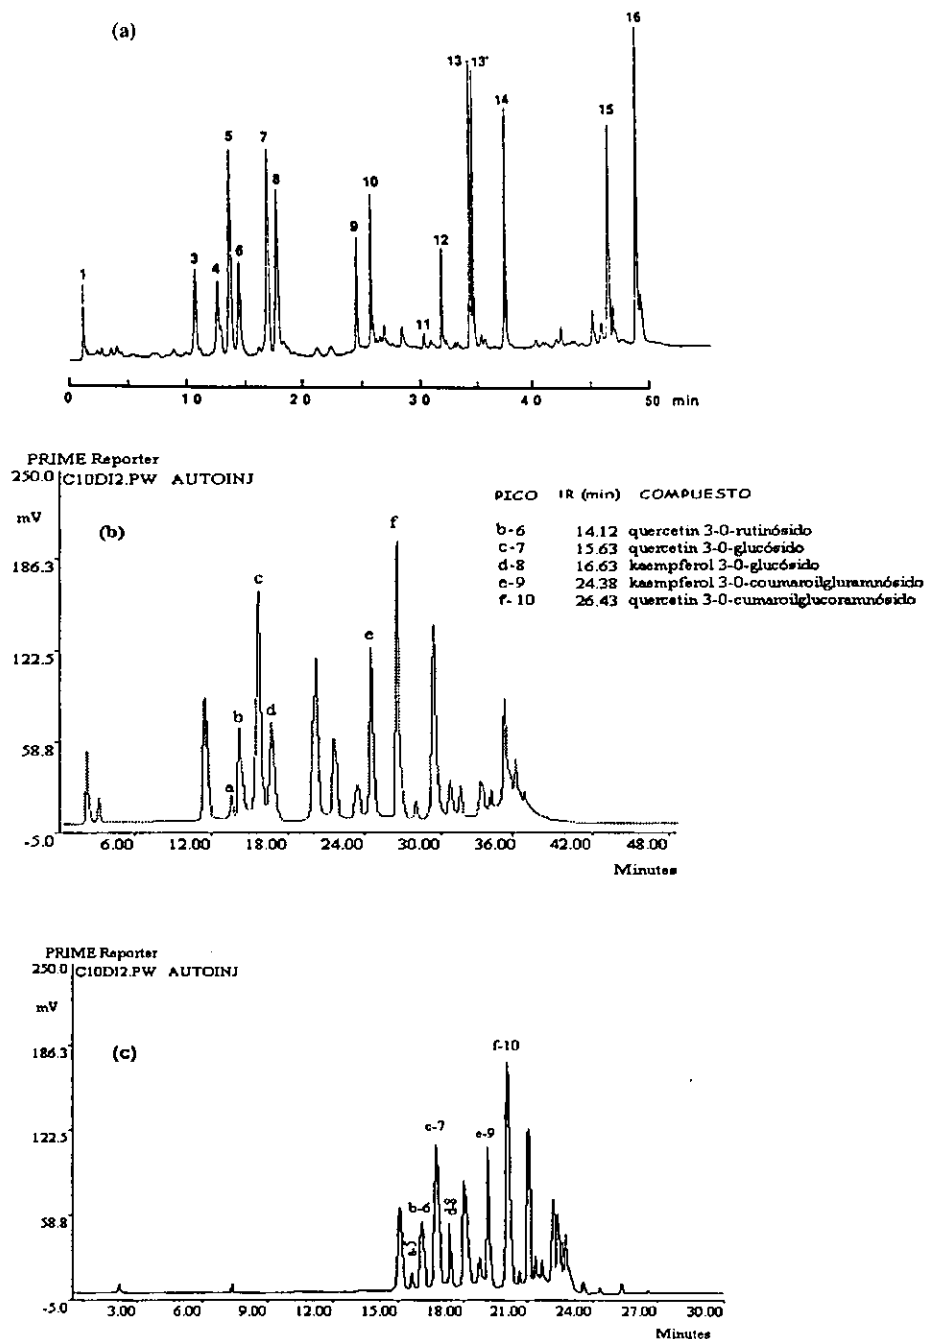 (a)
1
3
4
5
6
7
8
9
10
11
12
13 13'
14
15
16
0 10 20 30 40 50 min
PRIME Reporter
250.0 C10DI2.PW AUTOINJ
mV
(b)
186.3
122.5
58.8
-5.0
a
b
c
d
e
f
6.00 12.00 18.00 24.00 30.00 36.00 42.00 48.00
Minutes
PICO IR (min) COMPUESTO
b-6 14.12 quercetin 3-0-rutinósido
c-7 15.63 quercetin 3-0-glucósido
d-8 16.63 kaempferol 3-0-glucósido
e-9 24.38 kaempferol 3-0-coumaroilgluramnósido
f-10 26.43 quercetin 3-0-cumaroilglucoramnósido
PRIME Reporter
250.0 C10DI2.PW AUTOINJ
mV
(c)
186.3
122.5
58.8
-5.0
b-6
c-7
d-8
e-9
f-10
3.00 6.00 9.00 12.00 15.00 18.00 21.00 24.00 27.00 30.00
Minutes